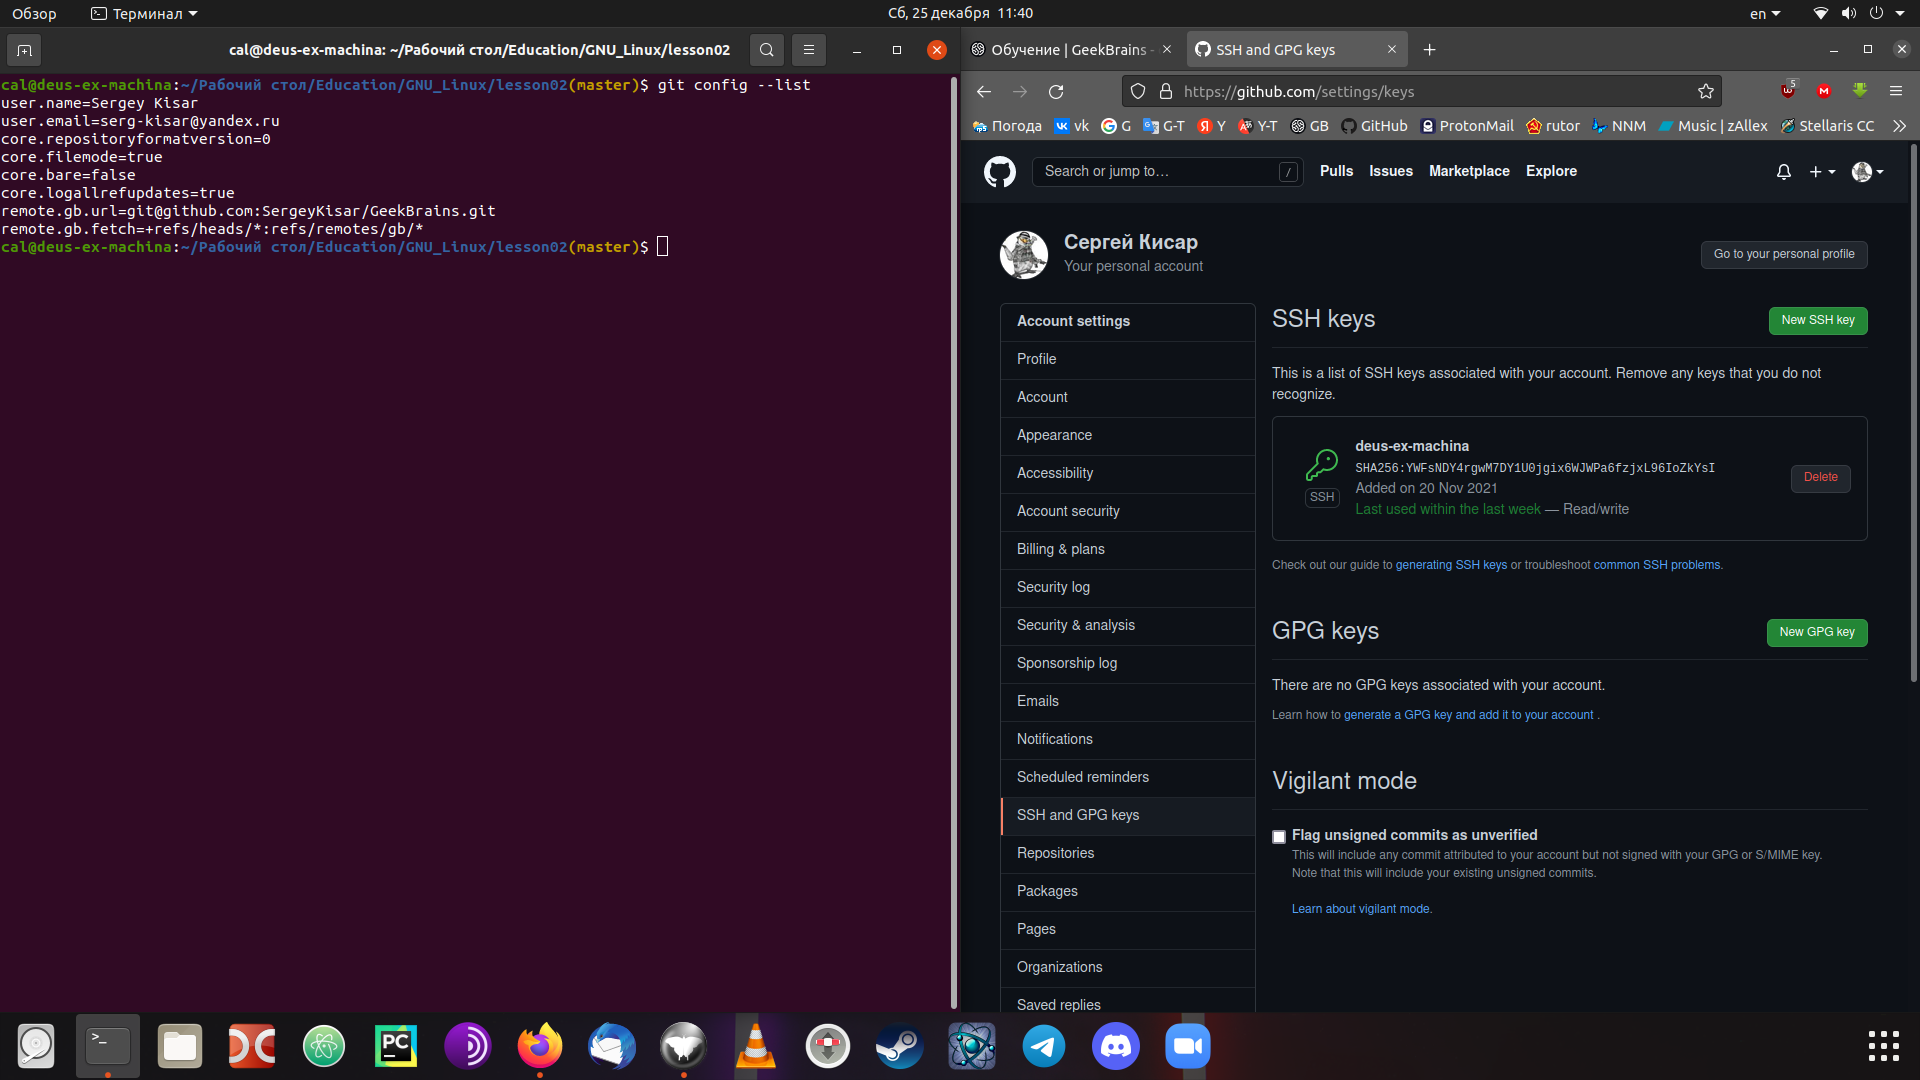 Обзор
Терминал
Сб, 25 декабря 11:40
en
cal@deus-ex-machina: ~/Рабочий стол/Education/GNU_Linux/lesson02
cal@deus-ex-machina:~/Рабочий стол/Education/GNU_Linux/lesson02(master)$ git config --list
user.name=Sergey Kisar
user.email=serg-kisar@yandex.ru
core.repositoryformatversion=0
core.filemode=true
core.bare=false
core.logallrefupdates=true
remote.gb.url=git@github.com:SergeyKisar/GeekBrains.git
remote.gb.fetch=+refs/heads/*:refs/remotes/gb/*
cal@deus-ex-machina:~/Рабочий стол/Education/GNU_Linux/lesson02(master)$
Обучение | GeekBrains -
SSH and GPG keys
https://github.com/settings/keys
5
Погода
vk
G
G-T
Y
Y-T
GB
GitHub
ProtonMail
rutor
NNM
Music | zAllex
Stellaris CC
Search or jump to…
/
Pulls
Issues
Marketplace
Explore
Сергей Кисар
Your personal account
Go to your personal profile
Account settings
Profile
Account
Appearance
Accessibility
Account security
Billing & plans
Security log
Security & analysis
Sponsorship log
Emails
Notifications
Scheduled reminders
SSH and GPG keys
Repositories
Packages
Pages
Organizations
Saved replies
SSH keys
New SSH key
This is a list of SSH keys associated with your account. Remove any keys that you do not
recognize.
SSH
deus-ex-machina
SHA256:YWFsNDY4rgwM7DY1U0jgix6WJWPa6fzjxL96IoZkYsI
Added on 20 Nov 2021
Last used within the last week — Read/write
Delete
Check out our guide to generating SSH keys or troubleshoot common SSH problems.
GPG keys
New GPG key
There are no GPG keys associated with your account.
Learn how to generate a GPG key and add it to your account .
Vigilant mode
Flag unsigned commits as unverified
This will include any commit attributed to your account but not signed with your GPG or S/MIME key.
Note that this will include your existing unsigned commits.
Learn about vigilant mode.
>_
PC